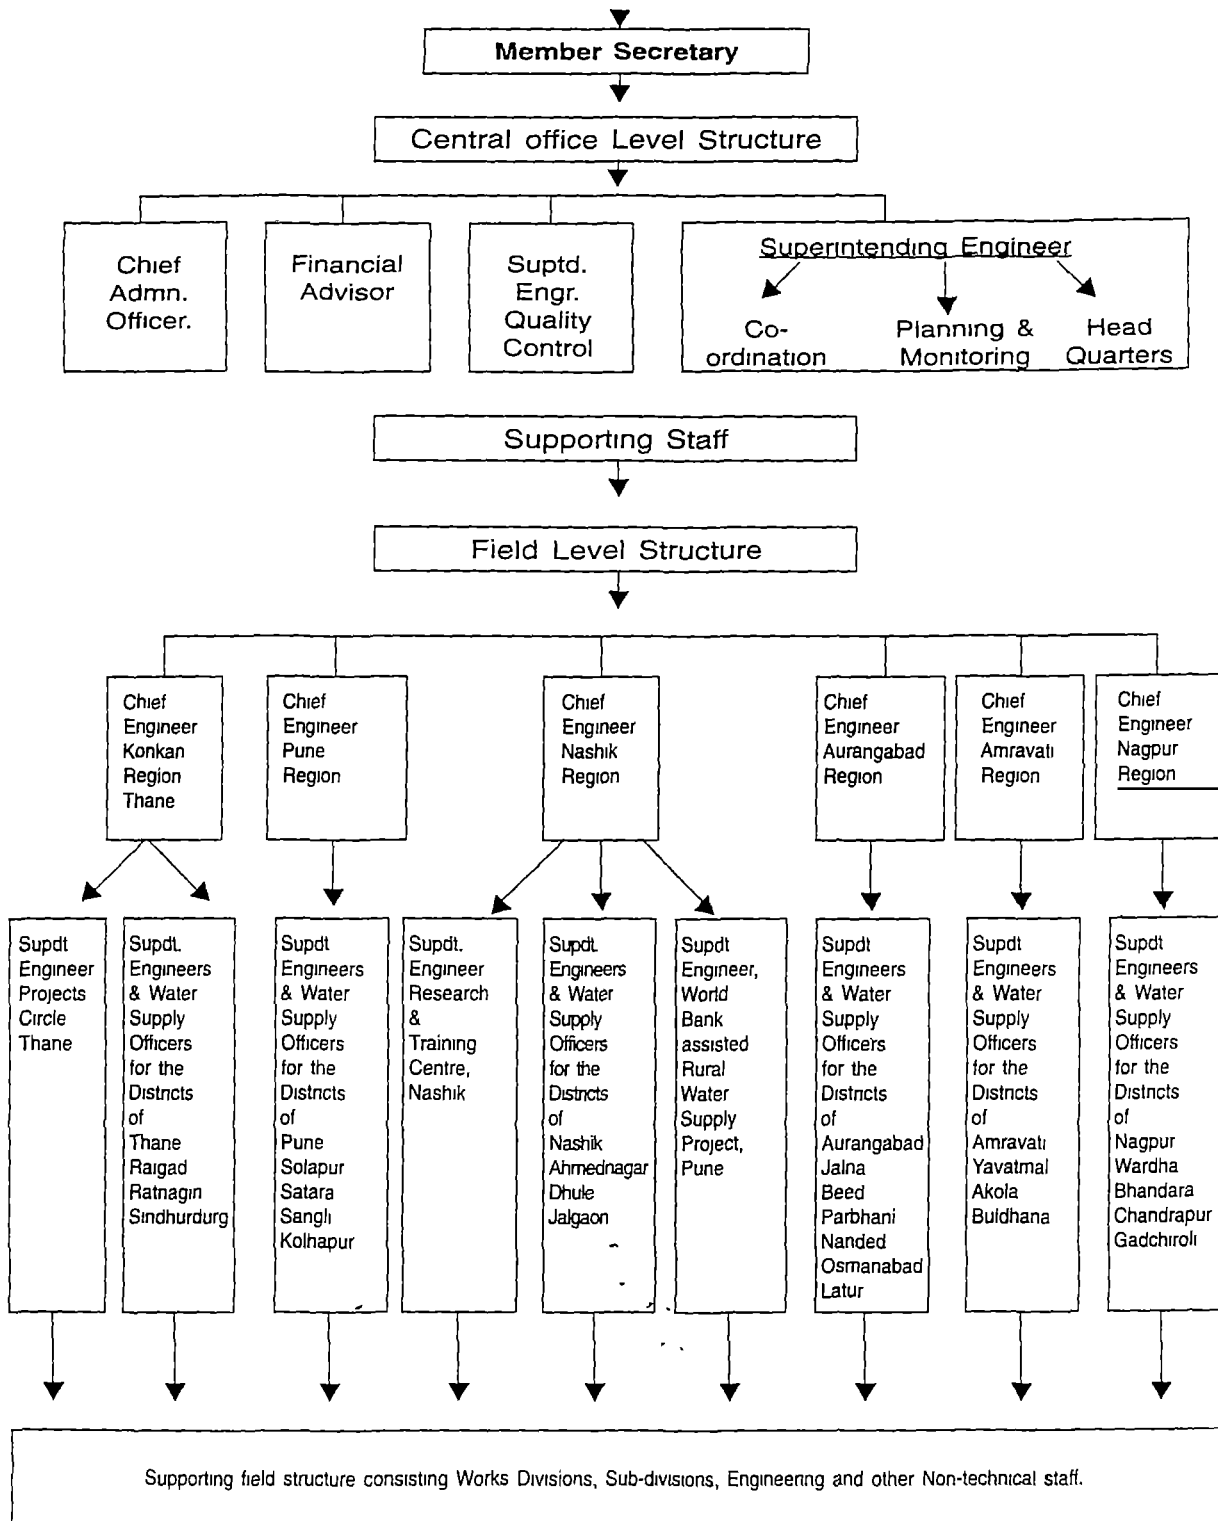 Member Secretary
Central office Level Structure
Chief
Admn.
Officer.
Financial
Advisor
Suptd.
Engr.
Quality
Control
Superintending Engineer
Co-
ordination
Planning &
Monitoring
Head
Quarters
Supporting Staff
Field Level Structure
Chief
Engineer
Konkan
Region
Thane
Chief
Engineer
Pune
Region
Chief
Engineer
Nashik
Region
Chief
Engineer
Aurangabad
Region
Chief
Engineer
Amravati
Region
Chief
Engineer
Nagpur
Region
Supdt
Engineer
Projects
Circle
Thane
Supdt.
Engineers
& Water
Supply
Officers
for the
Districts
of
Thane
Raigad
Ratnagiri
Sindhurdurg
Supdt
Engineers
& Water
Supply
Officers
for the
Districts
of
Pune
Solapur
Satara
Sangli
Kolhapur
Supdt.
Engineer
Research
&
Training
Centre,
Nashik
Supdt.
Engineers
& Water
Supply
Officers
for the
Districts
of
Nashik
Ahmednagar
Dhule
Jalgaon
Supdt
Engineer,
World
Bank
assisted
Rural
Water
Supply
Project,
Pune
Supdt
Engineers
& Water
Supply
Officers
for the
Districts
of
Aurangabad
Jalna
Beed
Parbhani
Nanded
Osmanabad
Latur
Supdt
Engineers
& Water
Supply
Officers
for the
Districts
of
Amravati
Yavatmal
Akola
Buldhana
Supdt
Engineers
& Water
Supply
Officers
for the
Districts
of
Nagpur
Wardha
Bhandara
Chandrapur
Gadchiroli
Supporting field structure consisting Works Divisions, Sub-divisions, Engineering and other Non-technical staff.